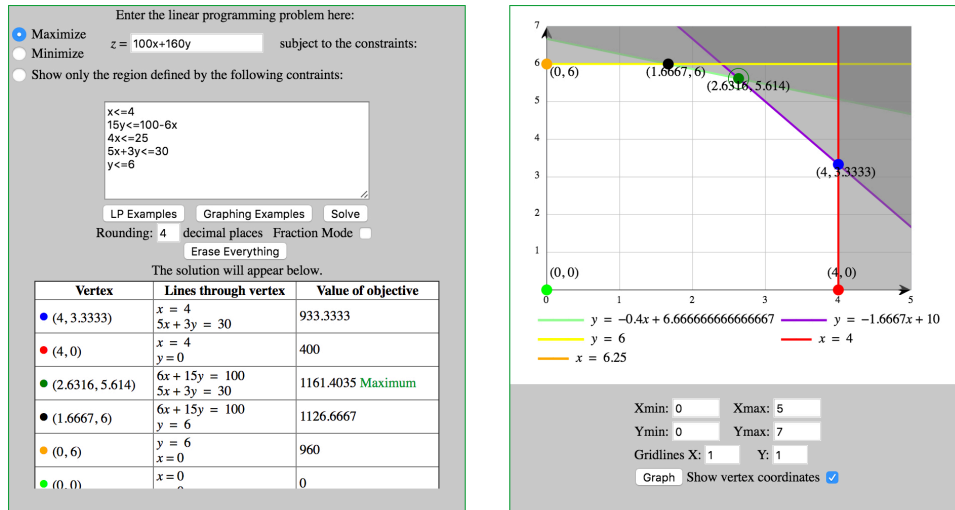 Enter the linear programming problem here:
Maximize
Minimize
z = 100x+160y subject to the constraints:
Show only the region defined by the following contraints:
x<=4
15y<=100-6x
4x<=25
5x+3y<=30
y<=6
LP Examples Graphing Examples Solve
Rounding: 4 decimal places Fraction Mode
Erase Everything
The solution will appear below.
Vertex Lines through vertex Value of objective
(4, 3.3333) x = 4 933.3333
5x + 3y = 30
(4, 0) x = 4 400
y = 0
(2.6316, 5.614) 6x + 15y = 100 1161.4035 Maximum
5x + 3y = 30
(1.6667, 6) 6x + 15y = 100 1126.6667
y = 6
(0, 6) y = 6 960
x = 0
(0, 0) x = 0 0
7
6
5
4
3
2
1
(0, 6)
(1.6667, 6)
(2.6316, 5.614)
(4, 3.3333)
(0, 0)
(4, 0)
0 1 2 3 4 5
y = −0.4x + 6.666666666666667 y = −1.6667x + 10
y = 6 x = 4
x = 6.25
Xmin: 0 Xmax: 5
Ymin: 0 Ymax: 7
Gridlines X: 1 Y: 1
Graph Show vertex coordinates